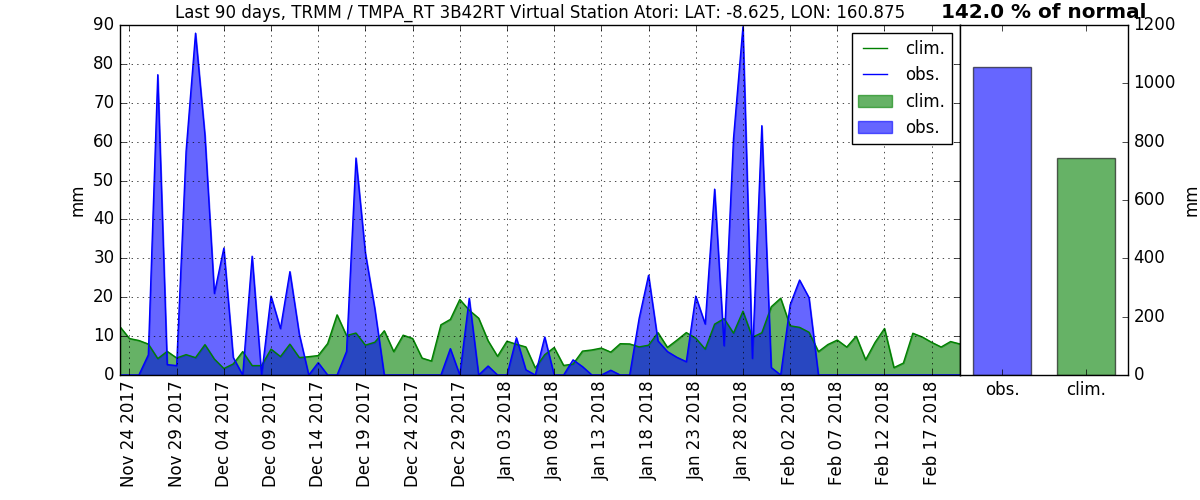 Last 90 days, TRMM / TMPA_RT 3B42RT Virtual Station Atori: LAT: -8.625, LON: 160.875
142.0 % of normal
90
80
70
60
50
40
30
20
10
0
mm
clim.
obs.
clim.
obs.
1200
1000
800
600
400
200
0
mm
obs.
clim.
Nov 24 2017
Nov 29 2017
Dec 04 2017
Dec 09 2017
Dec 14 2017
Dec 19 2017
Dec 24 2017
Dec 29 2017
Jan 03 2018
Jan 08 2018
Jan 13 2018
Jan 18 2018
Jan 23 2018
Jan 28 2018
Feb 02 2018
Feb 07 2018
Feb 12 2018
Feb 17 2018